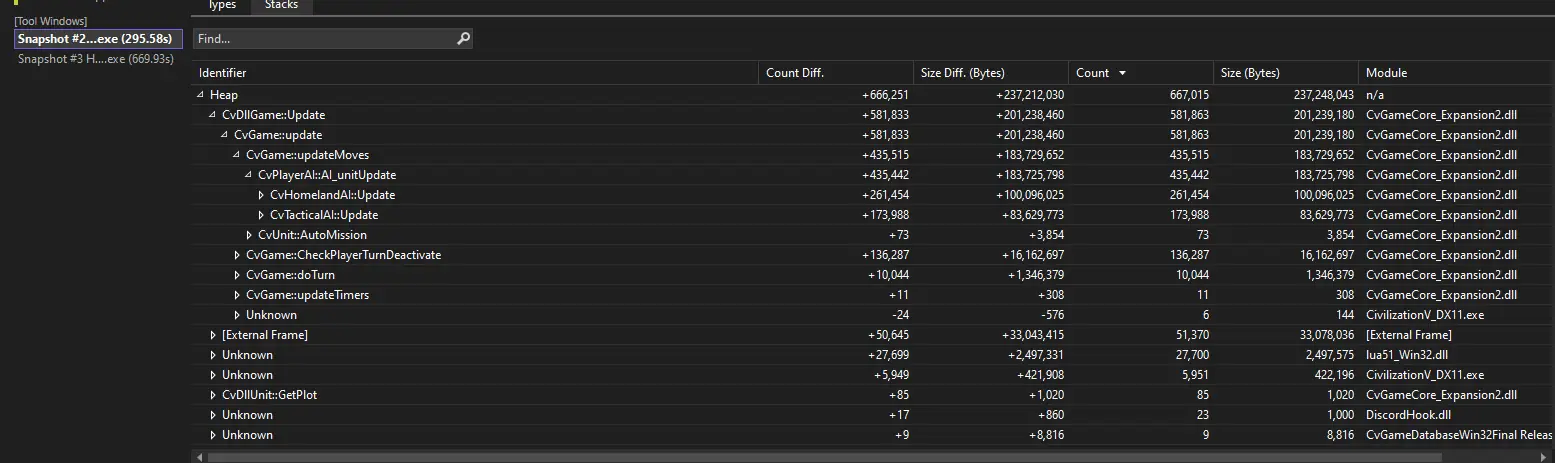 Types Stacks
[Tool Windows]
Snapshot #2...exe (295.58s)
Snapshot #3 H....exe (669.93s)
Find...
Identifier Count Diff. Size Diff. (Bytes) Count Size (Bytes) Module
Heap +666,251 +237,212,030 667,015 237,248,043 n/a
CvDllGame::Update +581,833 +201,238,460 581,863 201,239,180 CvGameCore_Expansion2.dll
CvGame::update +581,833 +201,238,460 581,863 201,239,180 CvGameCore_Expansion2.dll
CvGame::updateMoves +435,515 +183,729,652 435,515 183,729,652 CvGameCore_Expansion2.dll
CvPlayerAI::AI_unitUpdate +435,442 +183,725,798 435,442 183,725,798 CvGameCore_Expansion2.dll
CvHomelandAI::Update +261,454 +100,096,025 261,454 100,096,025 CvGameCore_Expansion2.dll
CvTacticalAI::Update +173,988 +83,629,773 173,988 83,629,773 CvGameCore_Expansion2.dll
CvUnit::AutoMission +73 +3,854 73 3,854 CvGameCore_Expansion2.dll
CvGame::CheckPlayerTurnDeactivate +136,287 +16,162,697 136,287 16,162,697 CvGameCore_Expansion2.dll
CvGame::doTurn +10,044 +1,346,379 10,044 1,346,379 CvGameCore_Expansion2.dll
CvGame::updateTimers +11 +308 11 308 CvGameCore_Expansion2.dll
Unknown -24 -576 6 144 CivilizationV_DX11.exe
[External Frame] +50,645 +33,043,415 51,370 33,078,036 [External Frame]
Unknown +27,699 +2,497,331 27,700 2,497,575 lua51_Win32.dll
Unknown +5,949 +421,908 5,951 422,196 CivilizationV_DX11.exe
CvDllUnit::GetPlot +85 +1,020 85 1,020 CvGameCore_Expansion2.dll
Unknown +17 +860 23 1,000 DiscordHook.dll
Unknown +9 +8,816 9 8,816 CvGameDatabaseWin32Final Releas